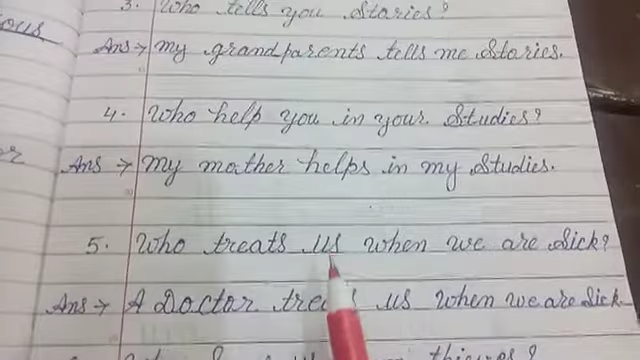 ous
3. Who tells you Stories?
Ans → my grandparents tells me Stories.
4. Who help you in your Studies?
Ans → my mother helps in my Studies.
5. Who treats us when we are Sick?
Ans → A Doctor treats us when we are Sick
things?